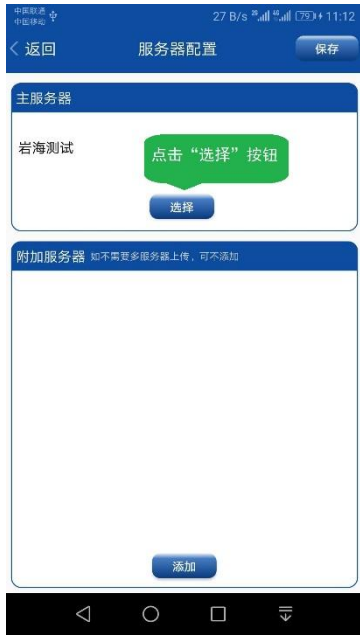 中国联通
中国移动
27 B/s 2G 4G 79 11:12
返回
服务器配置
保存
主服务器
岩海测试
点击“选择”按钮
选择
附加服务器 如不需要多服务器上传，可不添加
添加